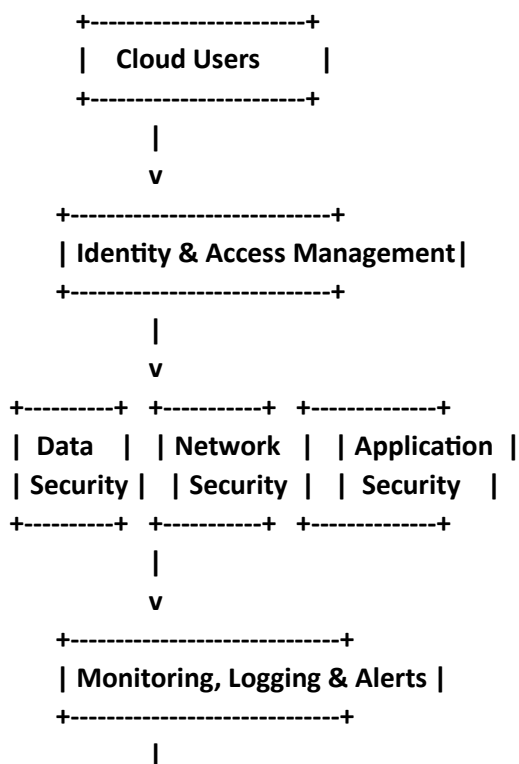 +------------------------+
|    Cloud Users        |
+------------------------+
|
v
+-----------------------------+
| Identity & Access Management|
+-----------------------------+
|
v
+----------+  +-----------+  +--------------+
|  Data    |  | Network   |  | Application  |
| Security |  | Security  |  |  Security    |
+----------+  +-----------+  +--------------+
|
v
+------------------------------+
| Monitoring, Logging & Alerts |
+------------------------------+
|